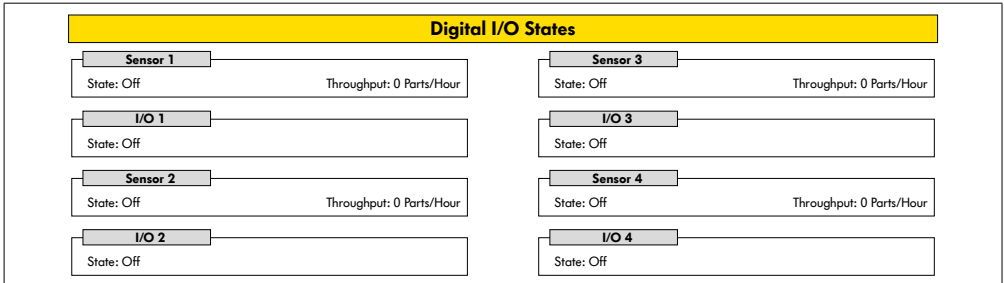 Digital I/O States
Sensor 1
State: Off Throughput: 0 Parts/Hour
I/O 1
State: Off
Sensor 2
State: Off Throughput: 0 Parts/Hour
I/O 2
State: Off
Sensor 3
State: Off Throughput: 0 Parts/Hour
I/O 3
State: Off
Sensor 4
State: Off Throughput: 0 Parts/Hour
I/O 4
State: Off